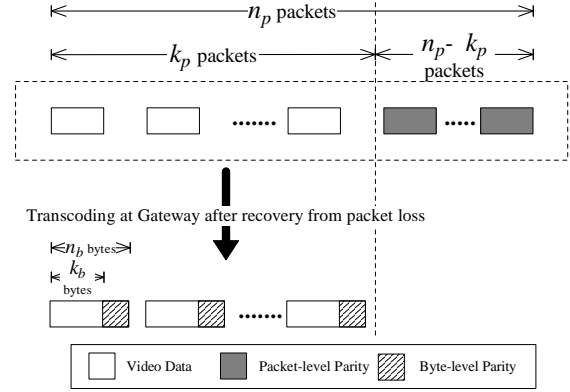 n_p packets
k_p packets
n_p- k_p
packets
Transcoding at Gateway after recovery from packet loss
n_b bytes
k_b
bytes
Video Data
Packet-level Parity
Byte-level Parity